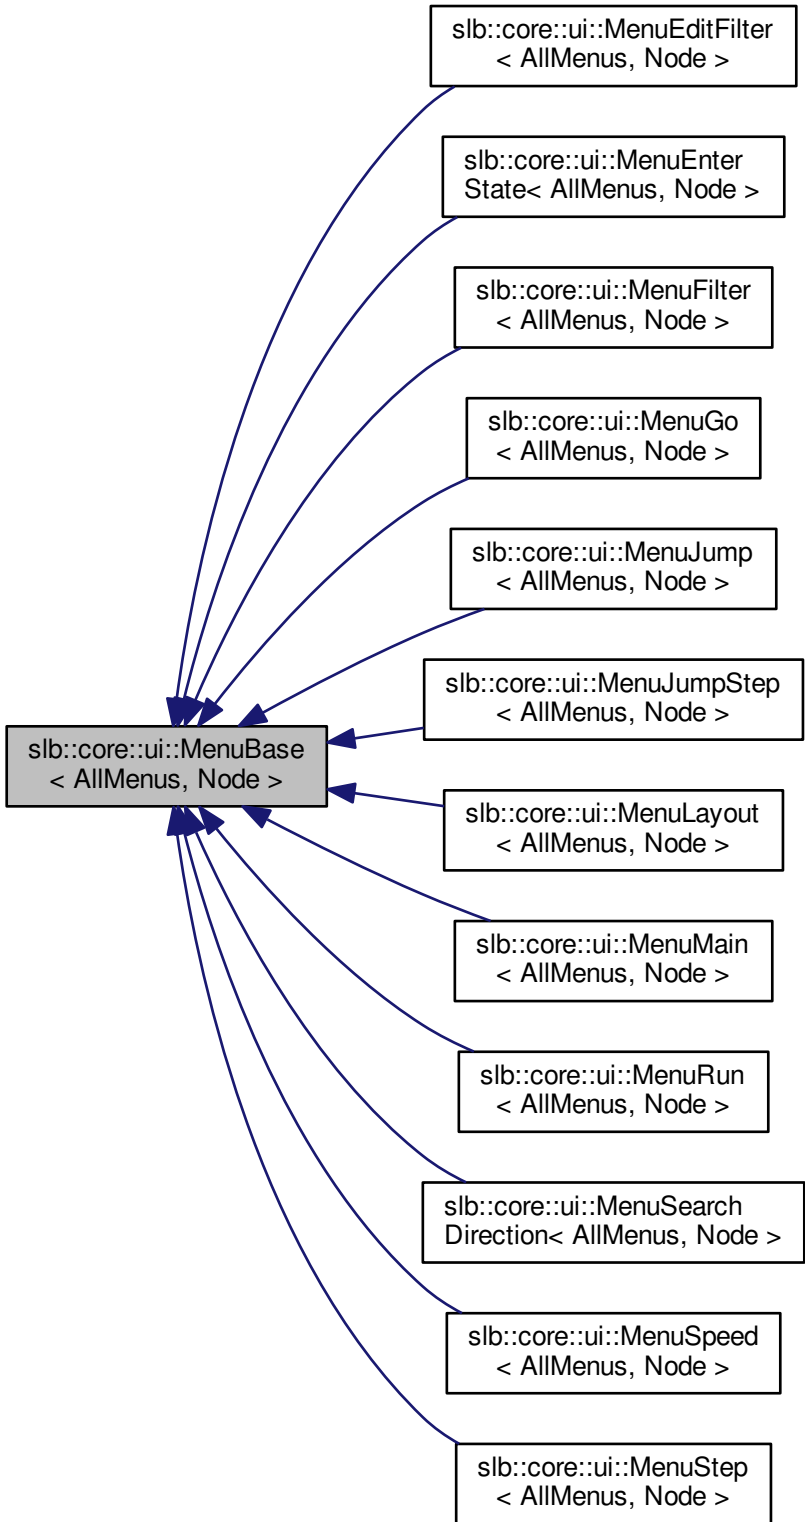 slb::core::ui::MenuEditFilter
< AllMenus, Node >
slb::core::ui::MenuEnter
State< AllMenus, Node >
slb::core::ui::MenuFilter
< AllMenus, Node >
slb::core::ui::MenuGo
< AllMenus, Node >
slb::core::ui::MenuJump
< AllMenus, Node >
slb::core::ui::MenuJumpStep
< AllMenus, Node >
slb::core::ui::MenuBase
< AllMenus, Node >
slb::core::ui::MenuLayout
< AllMenus, Node >
slb::core::ui::MenuMain
< AllMenus, Node >
slb::core::ui::MenuRun
< AllMenus, Node >
slb::core::ui::MenuSearch
Direction< AllMenus, Node >
slb::core::ui::MenuSpeed
< AllMenus, Node >
slb::core::ui::MenuStep
< AllMenus, Node >